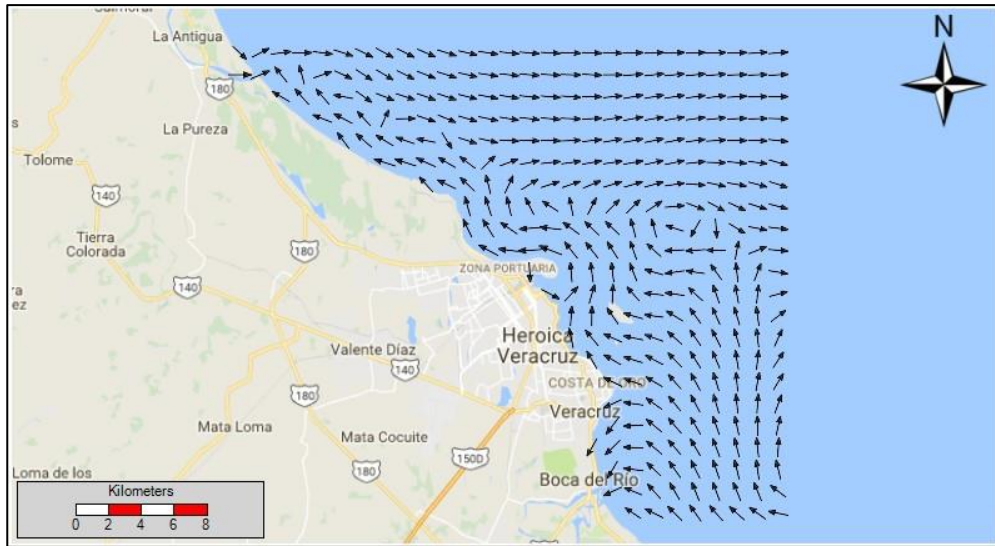 Salmoral
La Antigua
N
180
La Pureza
s
Tolome
140
Tierra
Colorada
180
ZONA PORTUARIA
140
ez
Heroica
Veracruz
Valente Díaz
140
COSTA DE ORO
180
Veracruz
Mata Loma
Mata Cocuite
150D
Loma de los
180
Boca del Río
Kilometers
0 2 4 6 8